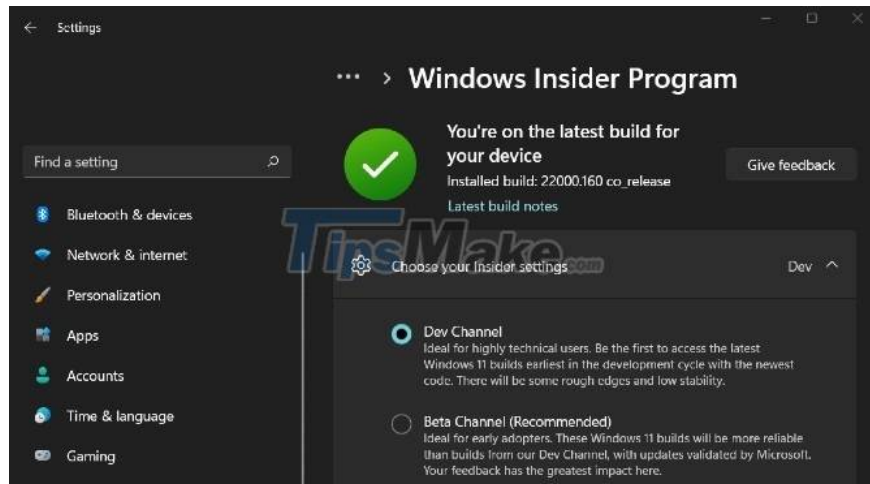 Settings
••• > Windows Insider Program
You're on the latest build for
your device
Installed build: 22000.160 co_release
Latest build notes
Give feedback
Find a setting
Bluetooth & devices
Network & internet
Personalization
Apps
Accounts
Time & language
Gaming
TipsMake.com
Choose your Insider settings
Dev
Dev Channel
Ideal for highly technical users. Be the first to access the latest
Windows 11 builds earliest in the development cycle with the newest
code. There will be some rough edges and low stability.
Beta Channel (Recommended)
Ideal for early adopters. These Windows 11 builds will be more reliable
than builds from our Dev Channel, with updates validated by Microsoft.
Your feedback has the greatest impact here.